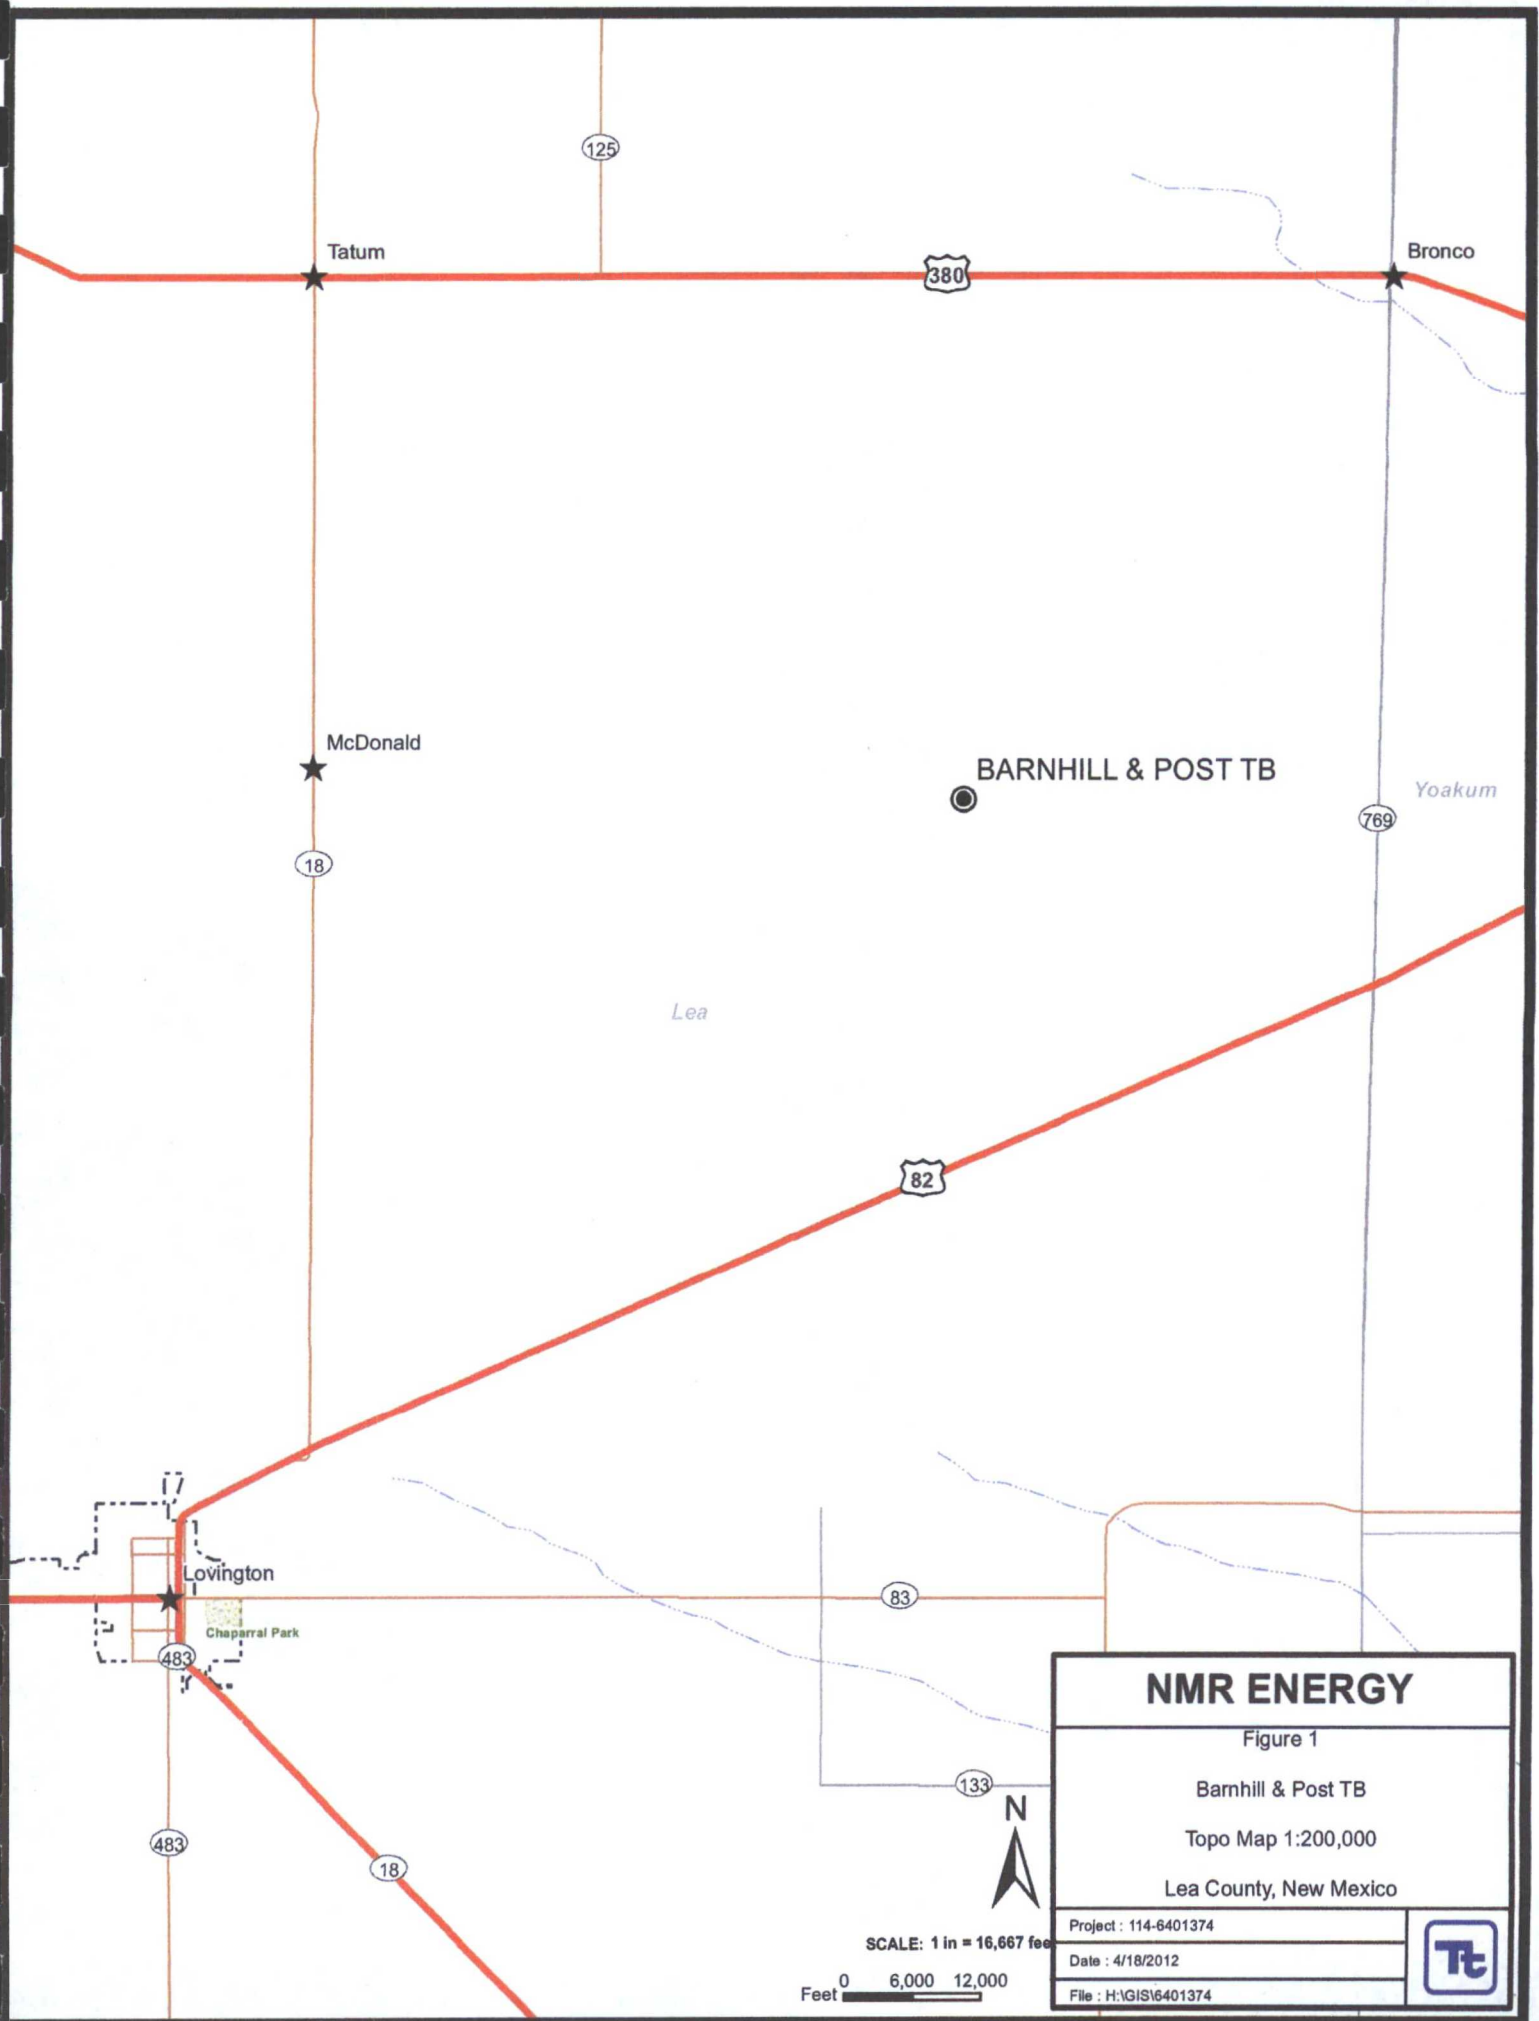 125
Tatum
380
Bronco
McDonald
BARNHILL & POST TB
Yoakum
769
18
Lea
82
Lovington
83
Chaparral Park
483
133
N
483
18
SCALE: 1 in = 16,667 fee
0 6,000 12,000
Feet
NMR ENERGY
Figure 1
Barnhill & Post TB
Topo Map 1:200,000
Lea County, New Mexico
Project : 114-6401374
Date : 4/18/2012
File : H:\GIS\6401374
Tt